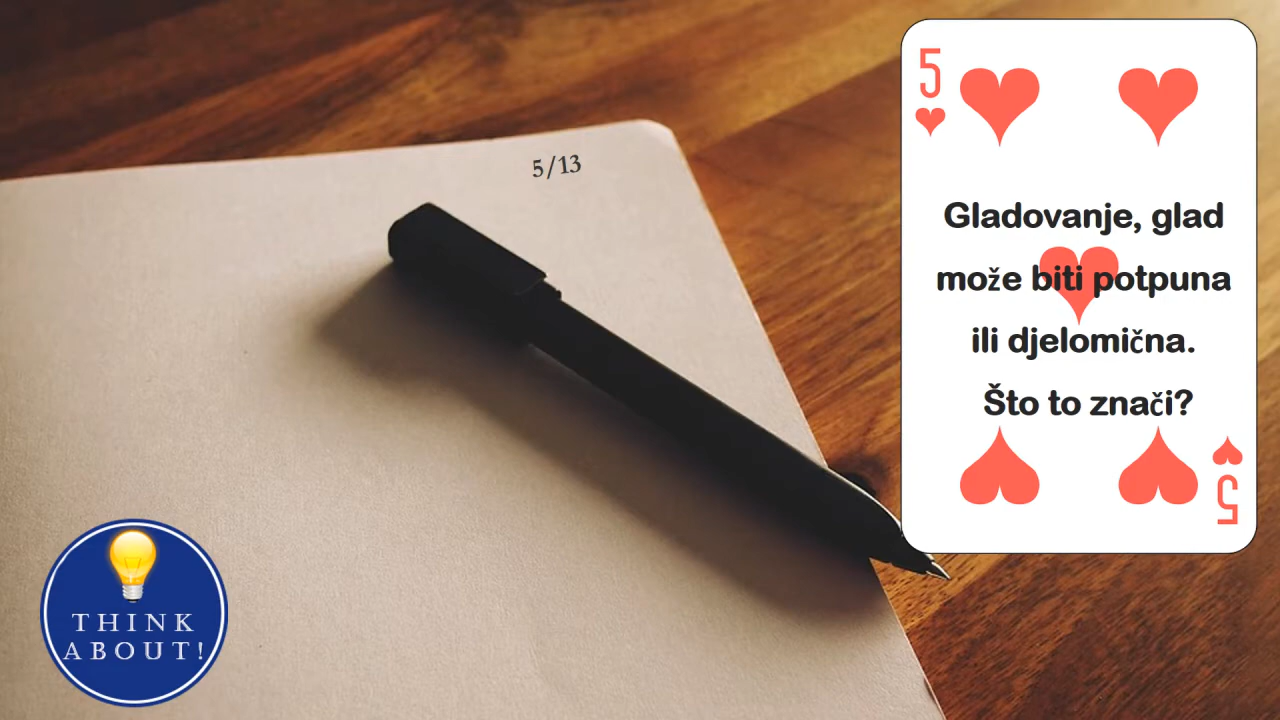 5/13
5
Gladovanje, glad
može biti potpuna
ili djelomična.
Što to znači?
5
THINK
ABOUT!